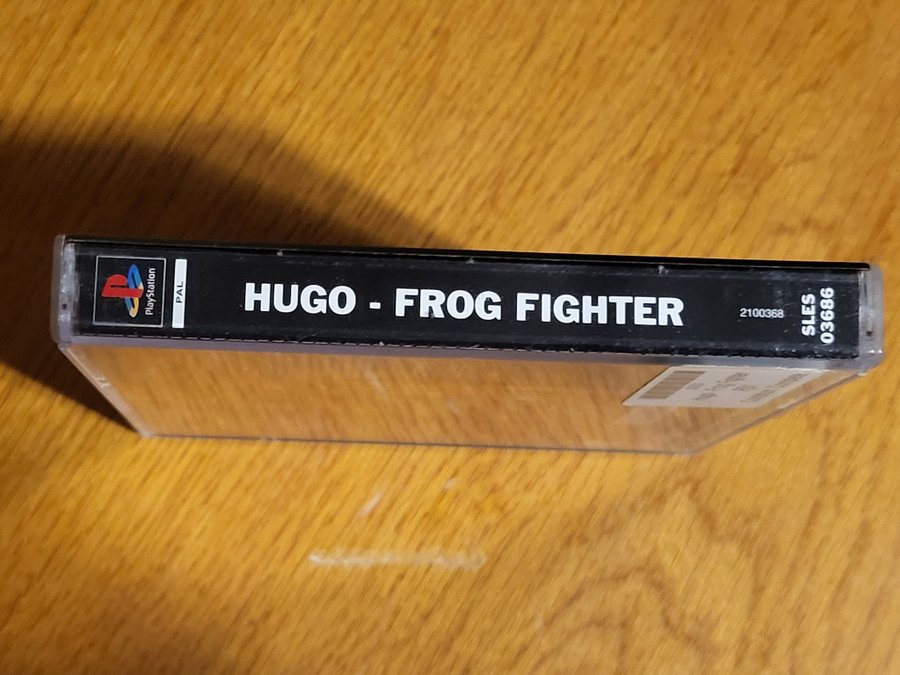 PlayStation
PAL
HUGO - FROG FIGHTER
2100368
SLES
03686